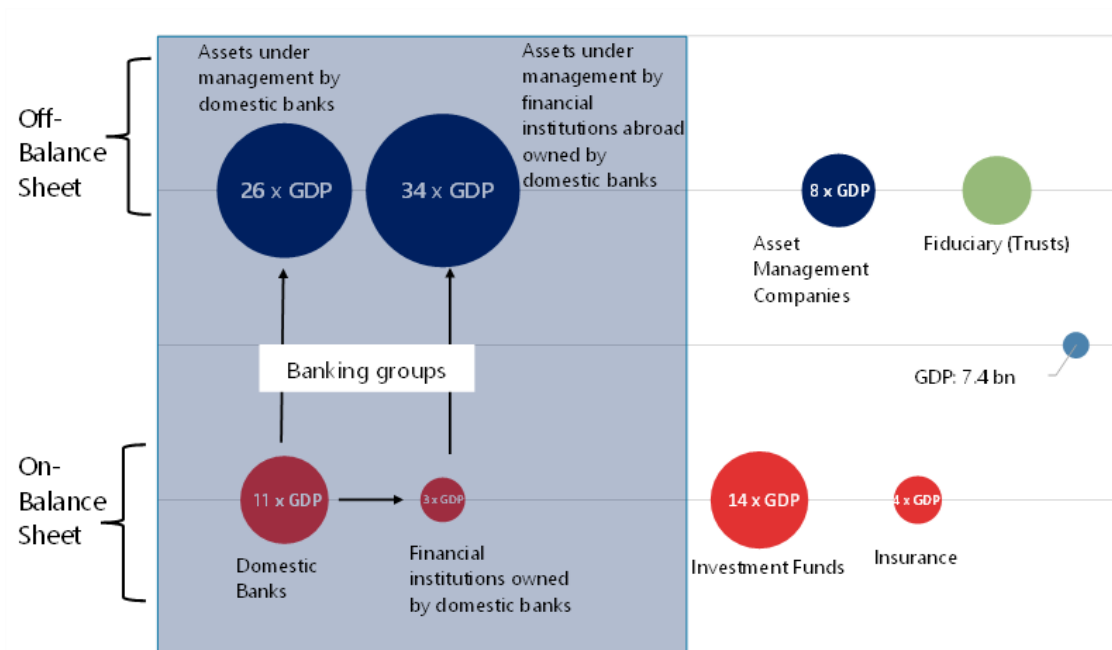 Assets under
management by
domestic banks
Assets under
management by
financial
institutions abroad
owned by
domestic banks
Off-
Balance
Sheet
26 x GDP
34 x GDP
8 x GDP
Asset
Management
Companies
Fiduciary (Trusts)
Banking groups
GDP: 7.4 bn
On-
Balance
Sheet
11 x GDP
3 x GDP
14 x GDP
4 x GDP
Domestic
Banks
Financial
institutions owned
by domestic banks
Investment Funds
Insurance